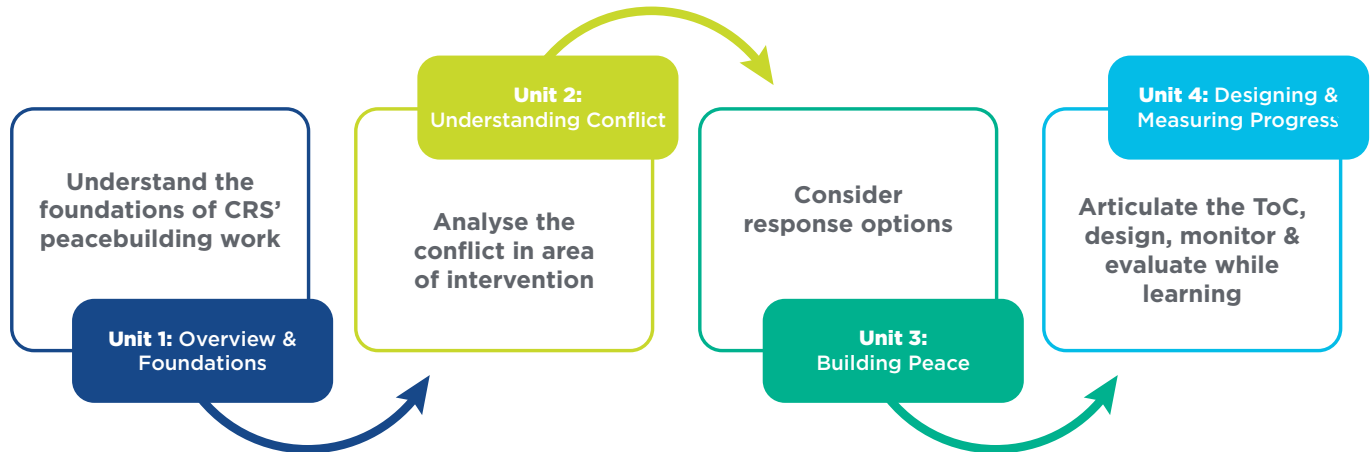 Understand the
foundations of CRS’
peacebuilding work
Unit 1: Overview &
Foundations
Unit 2:
Understanding Conflict
Analyse the
conflict in area
of intervention
Consider
response options
Unit 3:
Building Peace
Unit 4: Designing &
Measuring Progress
Articulate the ToC,
design, monitor &
evaluate while
learning